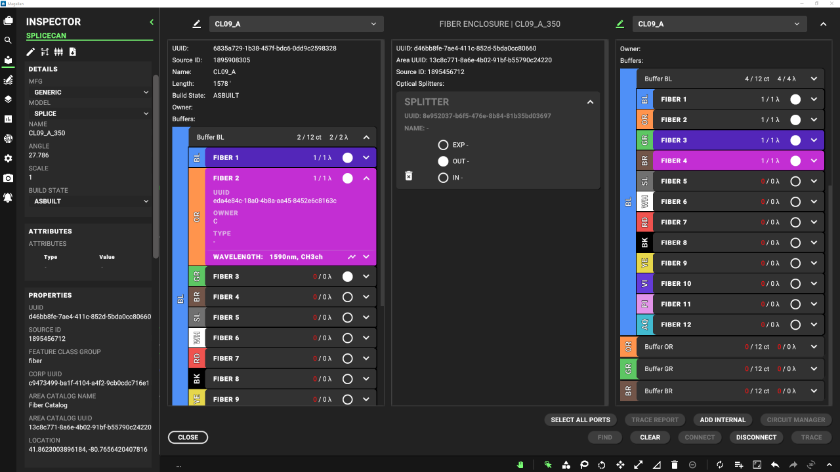 INSPECTOR
SPLICECAN
DETAILS
MFG
GENERIC
MODEL
SPLICE
NAME
CL09_A_350
ANGLE
27.786
SCALE
1
BUILD STATE
ASBUILT
ATTRIBUTES
ATTRIBUTES
Type Value
- -
PROPERTIES
UUID
d46bb8fe-7ae4-411c-852d-5bda0cc80660
SOURCE ID
1895456712
FEATURE CLASS GROUP
fiber
CORP UUID
c9473499-ba1f-4104-a4f2-9cb0cdc716e1
AREA CATALOG NAME
Fiber Catalog
AREA CATALOG UUID
13c8c771-8a6e-4b02-91bf-b55790c24220
LOCATION
41.8623003894186, -80.7656420407816
CL09_A
UUID: 6835a729-1b38-457f-bdc6-0dd9c2598328
Source ID: 1895908305
Name: CL09_A
Length: 1578'
Build State: ASBUILT
Owner:
Buffers:
Buffer BL 2 / 12 ct 2 / 2 λ
BL
BL FIBER 1 1 / 1 λ
OR FIBER 2 1 / 1 λ
UUID
eda4e84c-18a0-4b8a-aa45-8452e6c8163c
OWNER
C
TYPE
-
WAVELENGTH: 1590nm, CH3ch
GR FIBER 3 0 / 0 λ
BR FIBER 4 0 / 0 λ
SL FIBER 5 0 / 0 λ
WH FIBER 6 0 / 0 λ
RD FIBER 7 0 / 0 λ
BK FIBER 8 0 / 0 λ
YE FIBER 9 0 / 0 λ
CLOSE
FIBER ENCLOSURE | CL09_A_350
UUID: d46bb8fe-7ae4-411c-852d-5bda0cc80660
Area UUID: 13c8c771-8a6e-4b02-91bf-b55790c24220
Source ID: 1895456712
Optical Splitters:
SPLITTER
UUID: 8e952037-b6f5-476e-8b84-81b35bd03697
NAME: -
EXP -
OUT -
IN -
CL09_A
Owner:
Buffers:
Buffer BL 4 / 12 ct 4 / 4 λ
BL
BL FIBER 1 1 / 1 λ
OR FIBER 2 1 / 1 λ
GR FIBER 3 1 / 1 λ
BR FIBER 4 1 / 1 λ
SL FIBER 5 0 / 0 λ
WH FIBER 6 0 / 0 λ
RD FIBER 7 0 / 0 λ
BK FIBER 8 0 / 0 λ
YE FIBER 9 0 / 0 λ
VI FIBER 10 0 / 0 λ
FIBER 11 0 / 0 λ
AQ FIBER 12 0 / 0 λ
OR Buffer OR 0 / 12 ct 0 / 0 λ
GR Buffer GR 0 / 12 ct 0 / 0 λ
BR Buffer BR 0 / 12 ct 0 / 0 λ
SELECT ALL PORTS TRACE REPORT ADD INTERNAL CIRCUIT MANAGER
FIND CLEAR CONNECT DISCONNECT TRACE
...